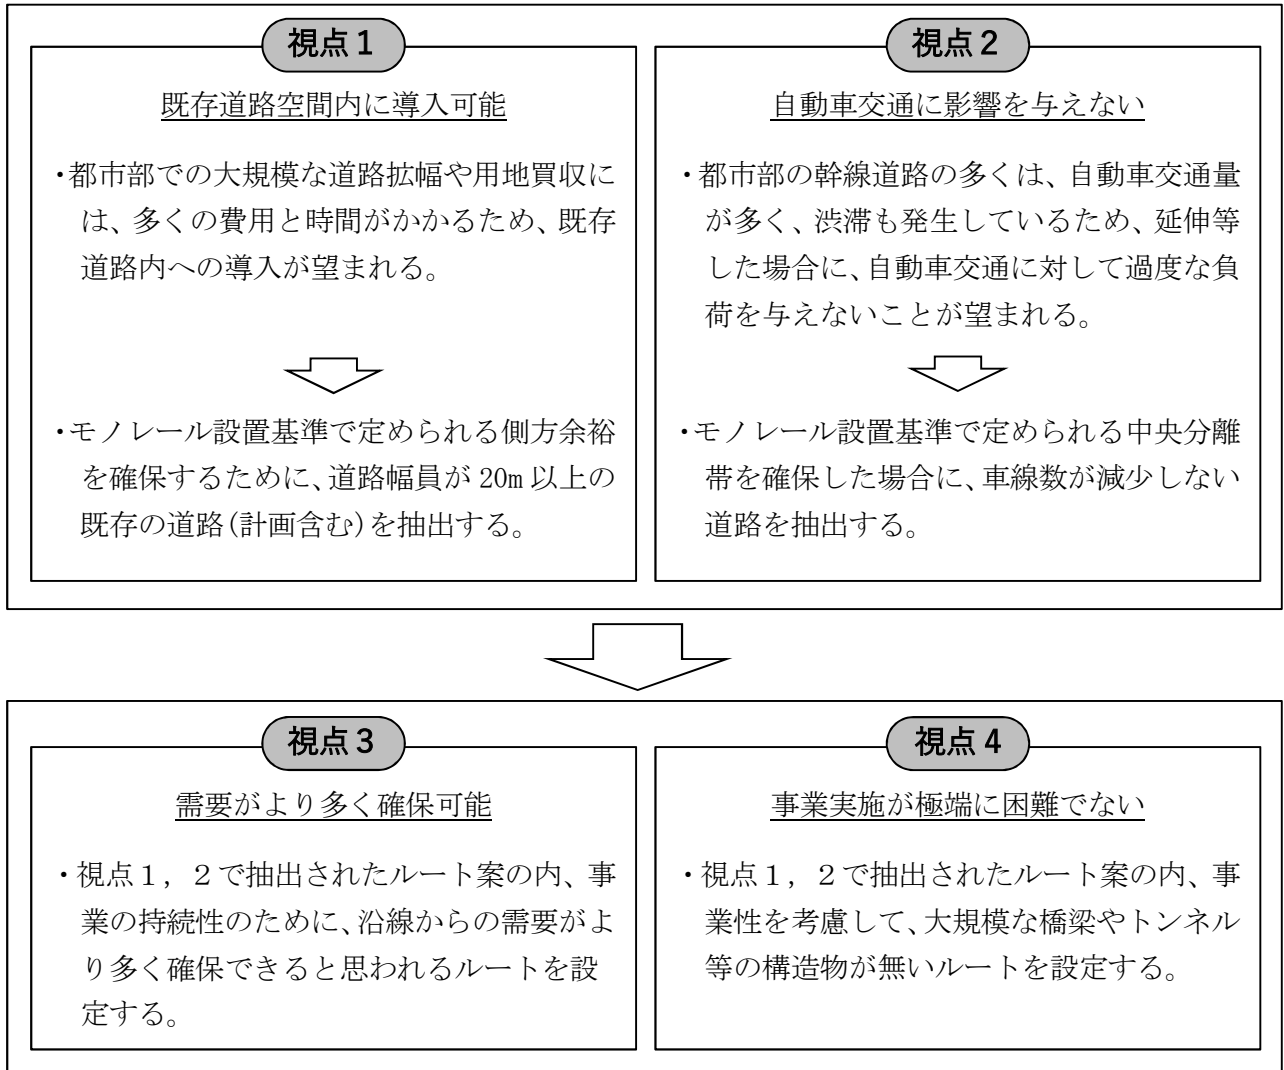 視点1
既存道路空間内に導入可能
・都市部での大規模な道路拡幅や用地買収に
は、多くの費用と時間がかかるため、既存
道路内への導入が望まれる。
・モノレール設置基準で定められる側方余裕
を確保するために、道路幅員が 20m 以上の
既存の道路(計画含む)を抽出する。
視点2
自動車交通に影響を与えない
・都市部の幹線道路の多くは、自動車交通量
が多く、渋滞も発生しているため、延伸等
した場合に、自動車交通に対して過度な負
荷を与えないことが望まれる。
・モノレール設置基準で定められる中央分離
帯を確保した場合に、車線数が減少しない
道路を抽出する。
視点3
需要がより多く確保可能
・視点1，2で抽出されたルート案の内、事
業の持続性のために、沿線からの需要がよ
り多く確保できると思われるルートを設
定する。
視点4
事業実施が極端に困難でない
・視点1，2で抽出されたルート案の内、事
業性を考慮して、大規模な橋梁やトンネル
等の構造物が無いルートを設定する。